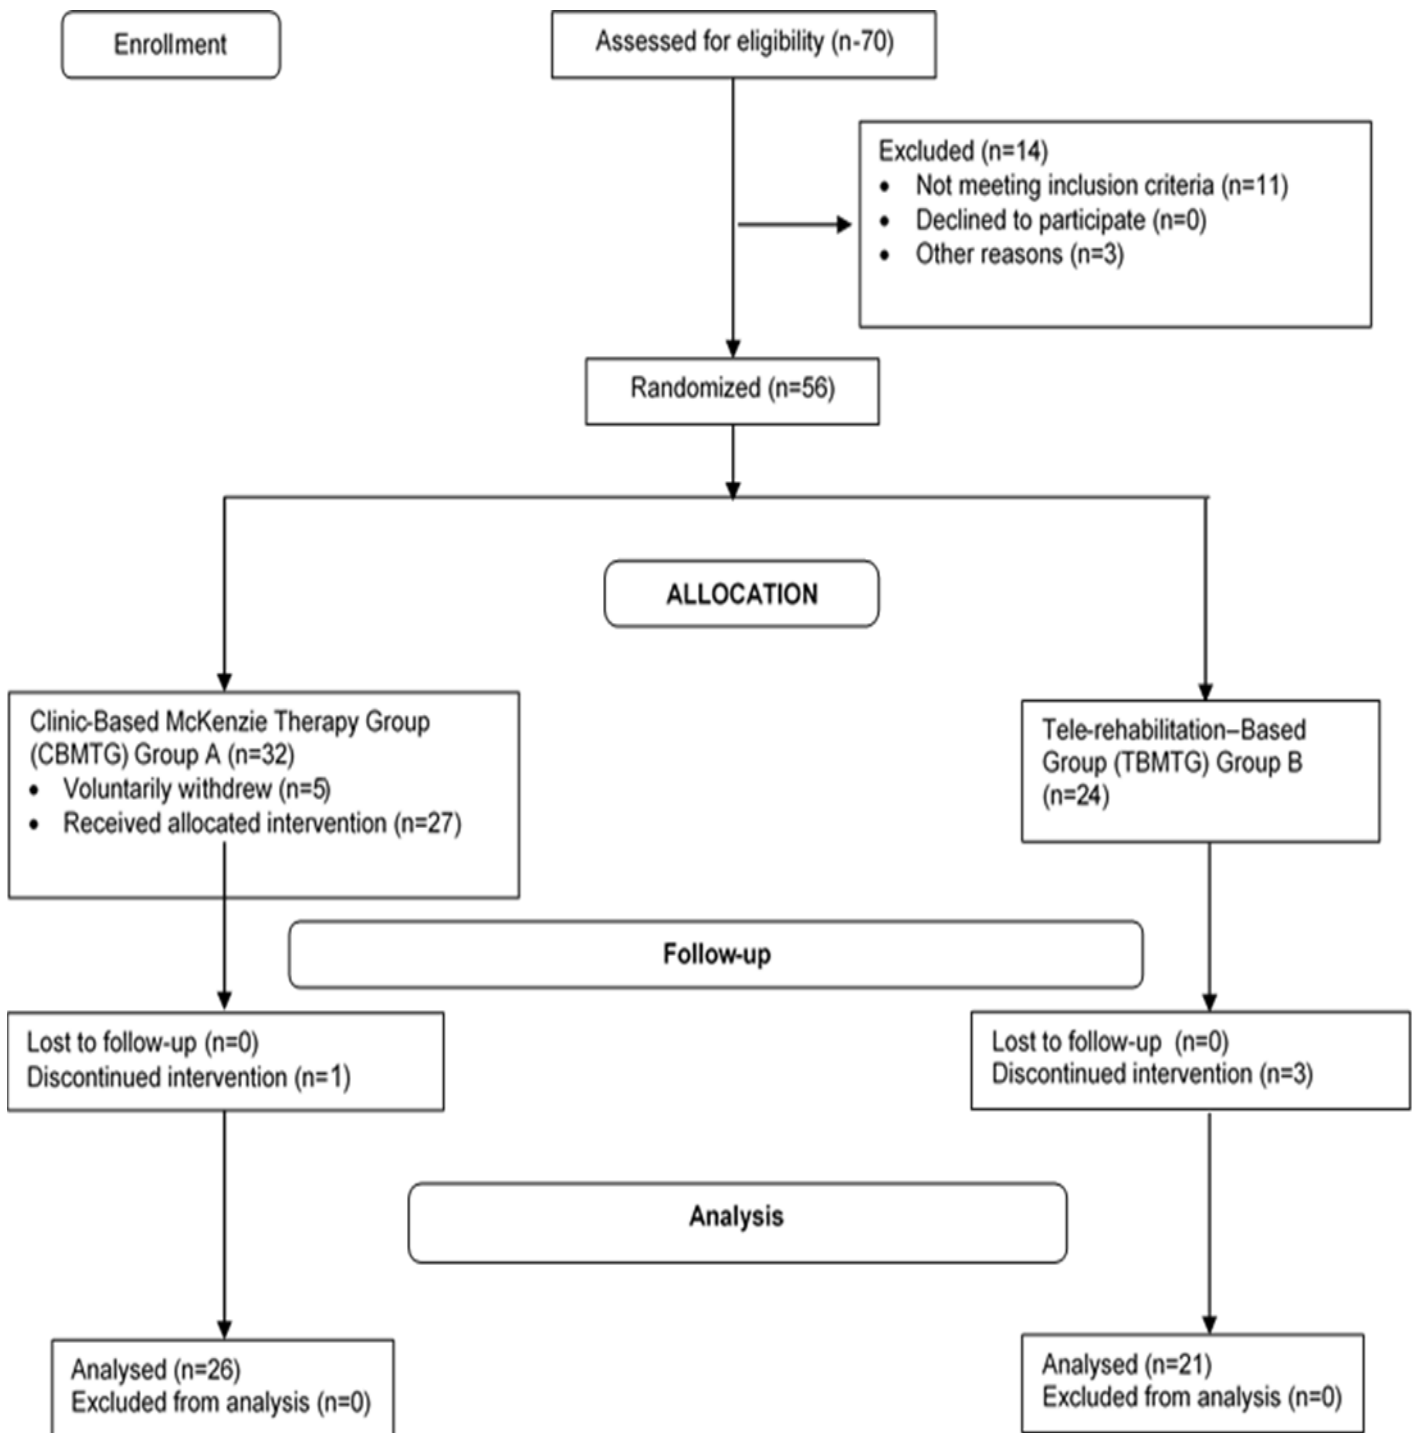 Enrollment
Assessed for eligibility (n-70)
Excluded (n=14)
• Not meeting inclusion criteria (n=11)
• Declined to participate (n=0)
• Other reasons (n=3)
Randomized (n=56)
ALLOCATION
Clinic-Based McKenzie Therapy Group
(CBMTG) Group A (n=32)
• Voluntarily withdrew (n=5)
• Received allocated intervention (n=27)
Tele-rehabilitation–Based
Group (TBMTG) Group B
(n=24)
Follow-up
Lost to follow-up (n=0)
Discontinued intervention (n=1)
Lost to follow-up (n=0)
Discontinued intervention (n=3)
Analysis
Analysed (n=26)
Excluded from analysis (n=0)
Analysed (n=21)
Excluded from analysis (n=0)